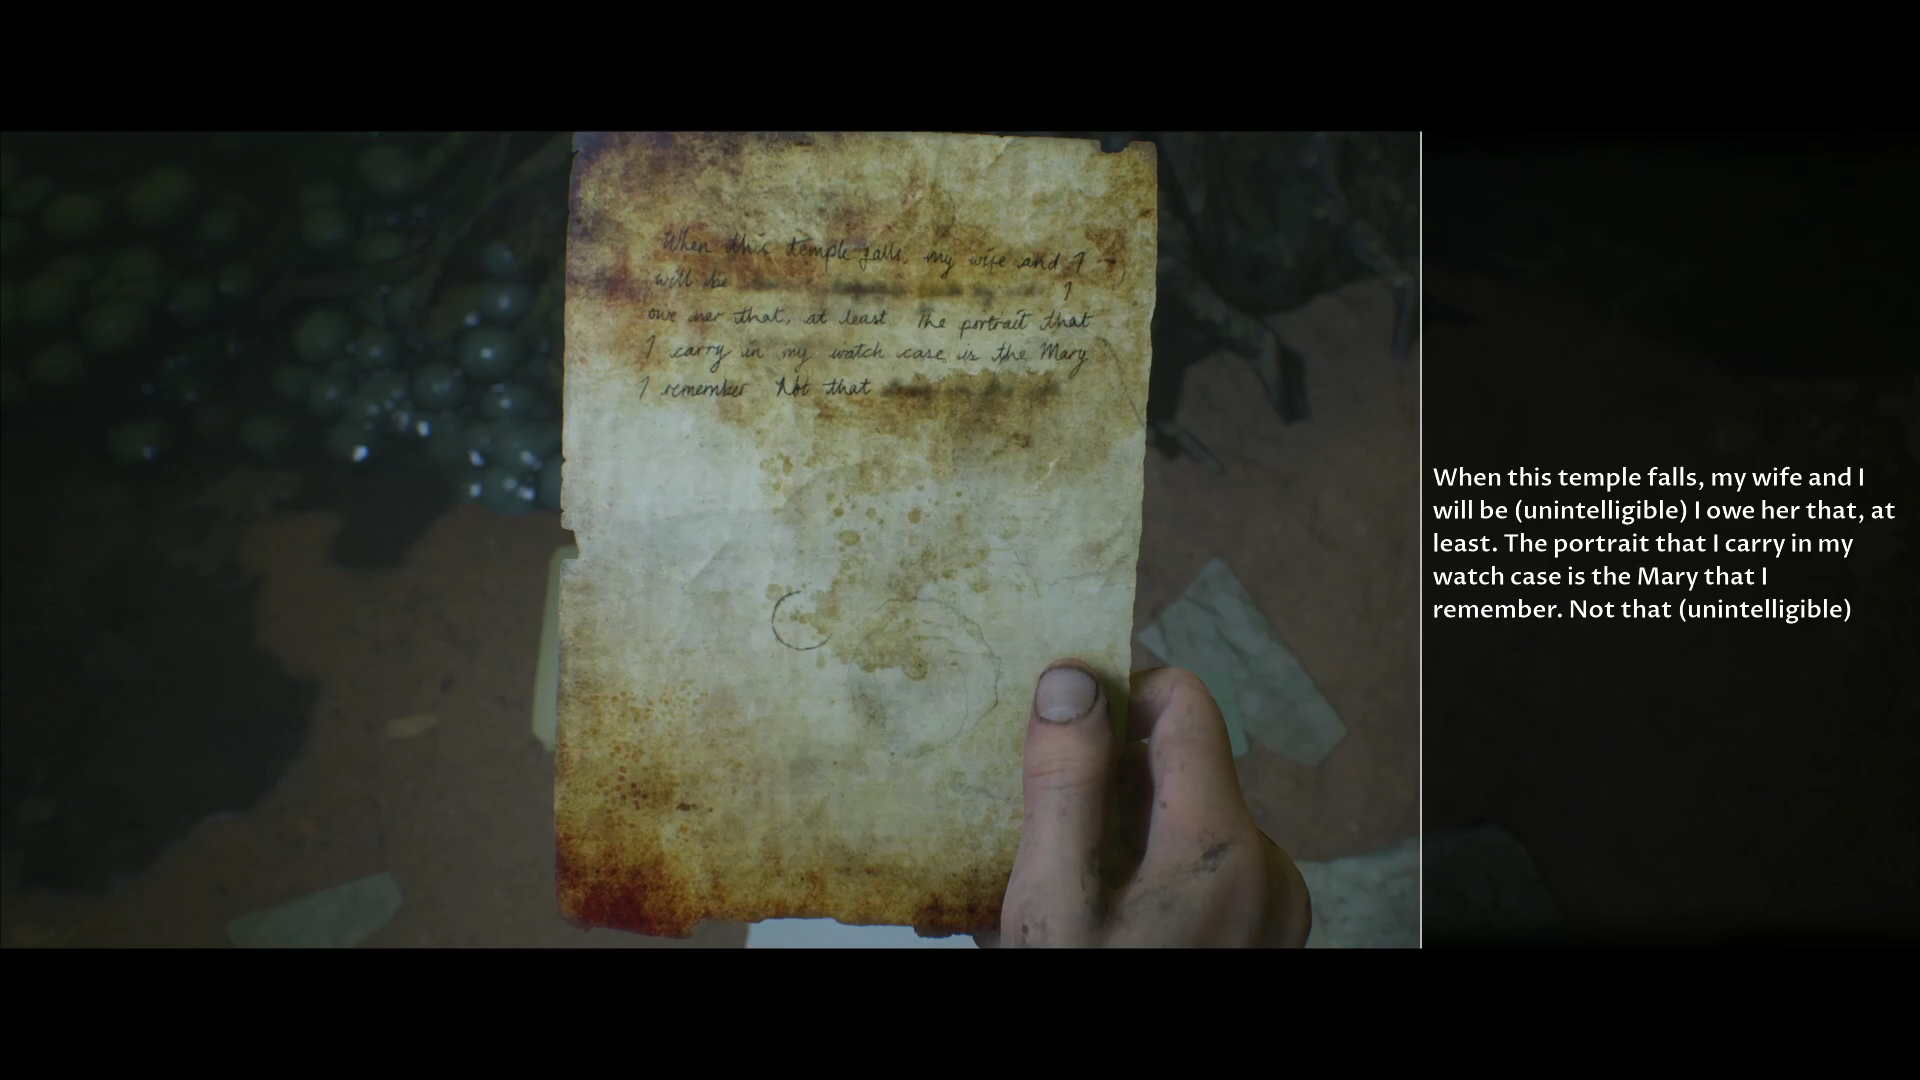 When this temple falls, my wife and I
will be
I
owe her that, at least. The portrait that
I carry in my watch case is the Mary
I remember Not that
When this temple falls, my wife and I
will be (unintelligible) I owe her that, at
least. The portrait that I carry in my
watch case is the Mary that I
remember. Not that (unintelligible)